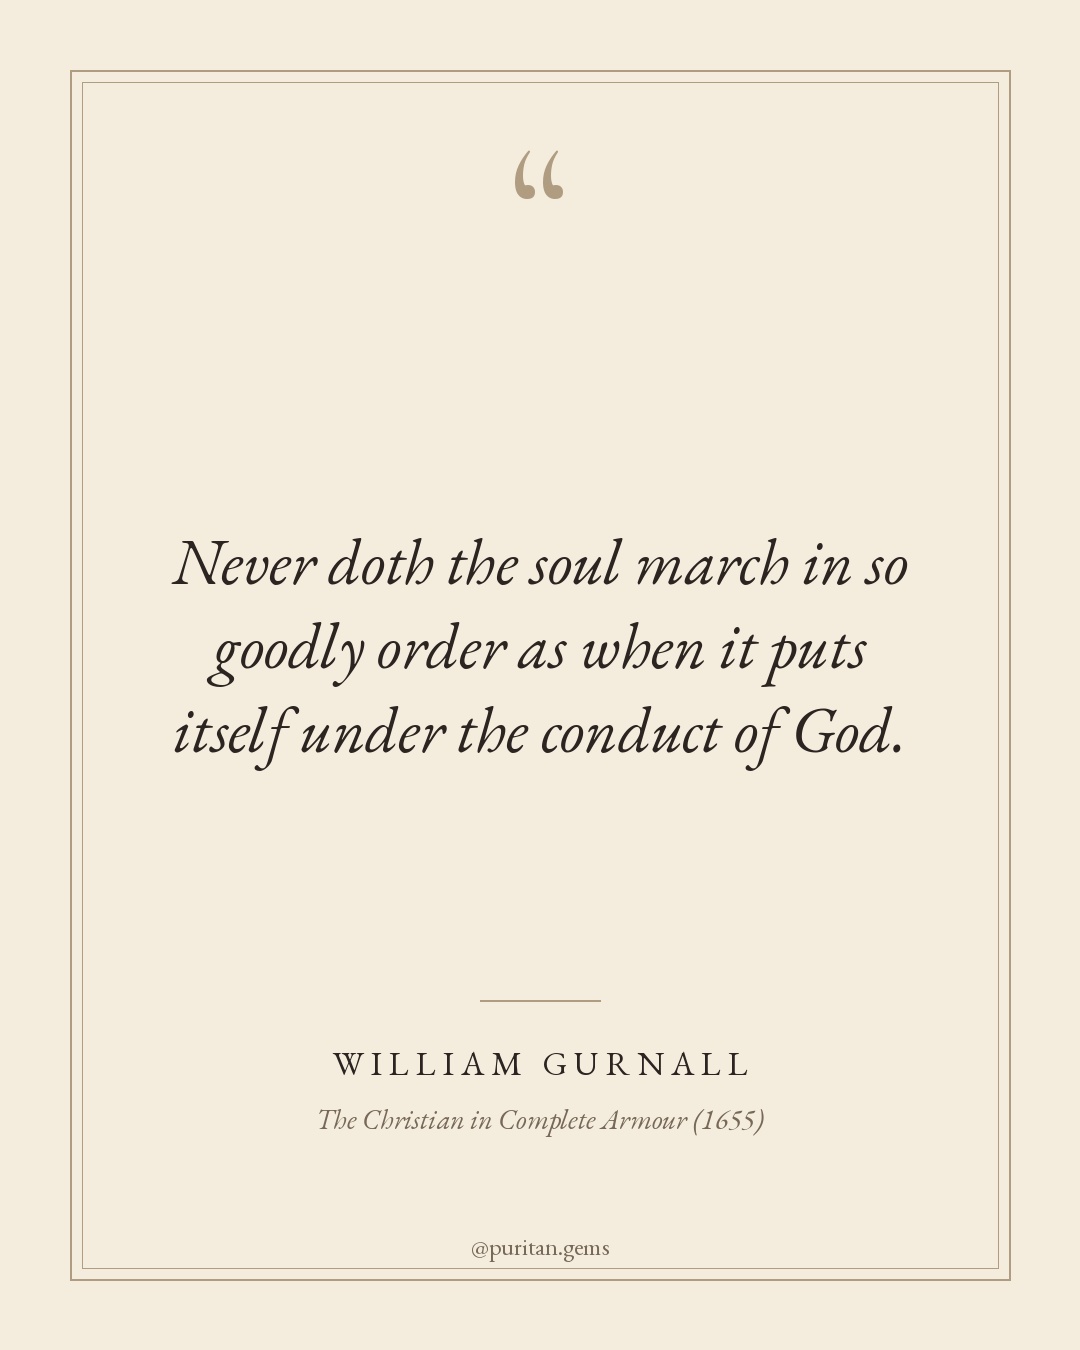 “
Never doth the soul march in so
goodly order as when it puts
itself under the conduct of God.
WILLIAM GURNALL
The Christian in Complete Armour (1655)
@puritan.gems